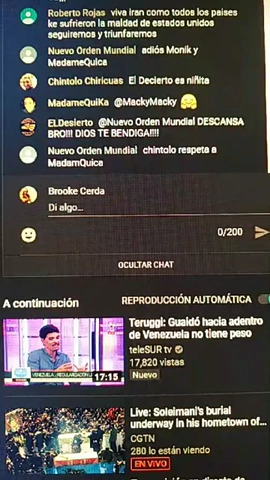 Roberto Rojas viva iran como todos los paises
ke sufrieron la maldad de estados unidos
seguiremos y triunfaremos
Nuevo Orden Mundial adiós Monik y
MadameQuica
Chintolo Chiricuas El Decierto es niñita
MadameQuiKa @MackyMacky
ELDesierto @Nuevo Orden Mundial DESCANSA
BRO!!! DIOS TE BENDIGA!!!!
Nuevo Orden Mundial chintolo respeta a
MadamQuica
Brooke Cerda
Di algo...
0/200
OCULTAR CHAT
A continuación
REPRODUCCIÓN AUTOMÁTICA
Teruggi: Guaidó hacia adentro
de Venezuela no tiene peso
teleSUR tv
17,820 vistas
Nuevo
17:15
Live: Soleimani's burial
underway in his hometown of...
CGTN
280 lo están viendo
EN VIVO